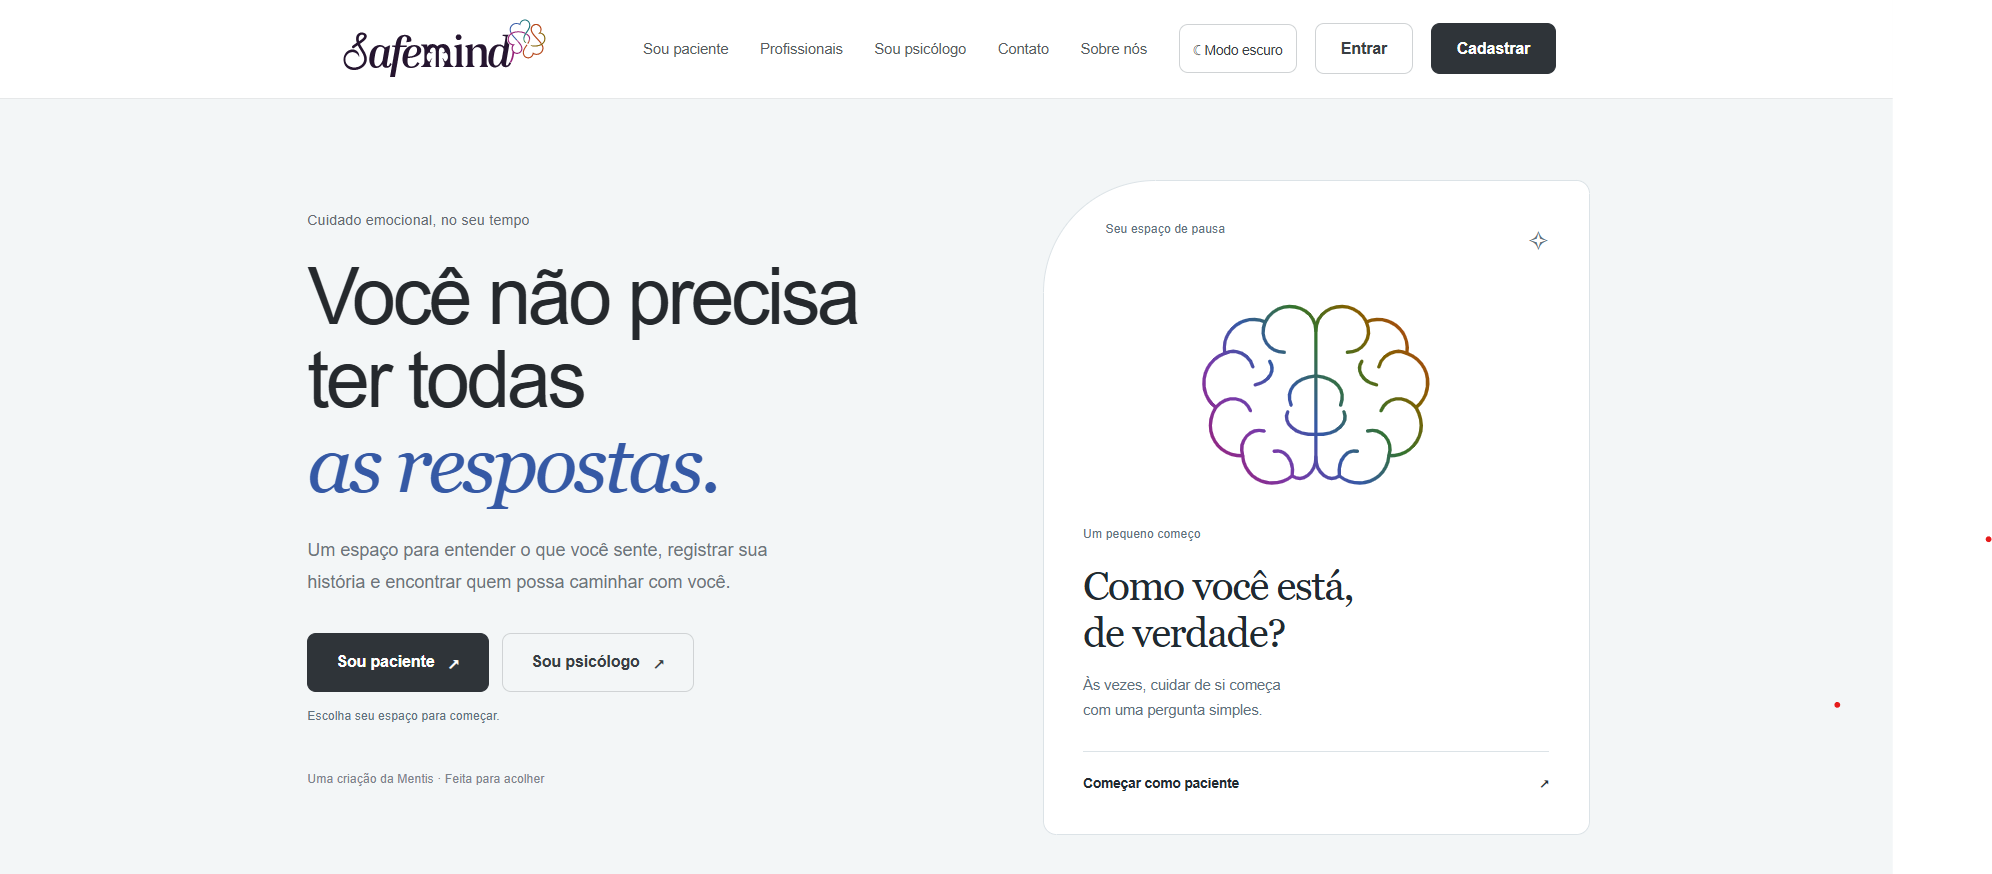 Safemind
Sou paciente
Profissionais
Sou psicólogo
Contato
Sobre nós
☾ Modo escuro
Entrar
Cadastrar
Cuidado emocional, no seu tempo
Você não precisa
ter todas
as respostas.
Um espaço para entender o que você sente, registrar sua
história e encontrar quem possa caminhar com você.
Sou paciente ↗
Sou psicólogo ↗
Escolha seu espaço para começar.
Uma criação da Mentis · Feita para acolher
Seu espaço de pausa
Um pequeno começo
Como você está,
de verdade?
Às vezes, cuidar de si começa
com uma pergunta simples.
Começar como paciente ↗